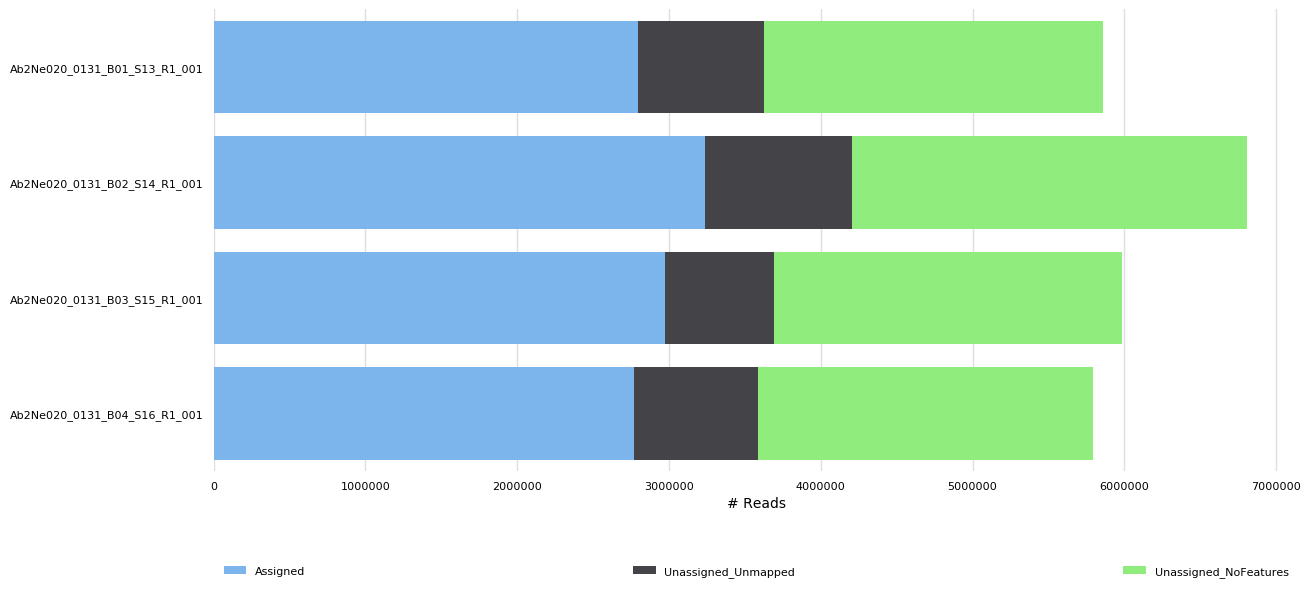 Ab2Ne020_0131_B01_S13_R1_001
Ab2Ne020_0131_B02_S14_R1_001
Ab2Ne020_0131_B03_S15_R1_001
Ab2Ne020_0131_B04_S16_R1_001
0 1000000 2000000 3000000 4000000 5000000 6000000 7000000
# Reads
Assigned Unassigned_Unmapped Unassigned_NoFeatures